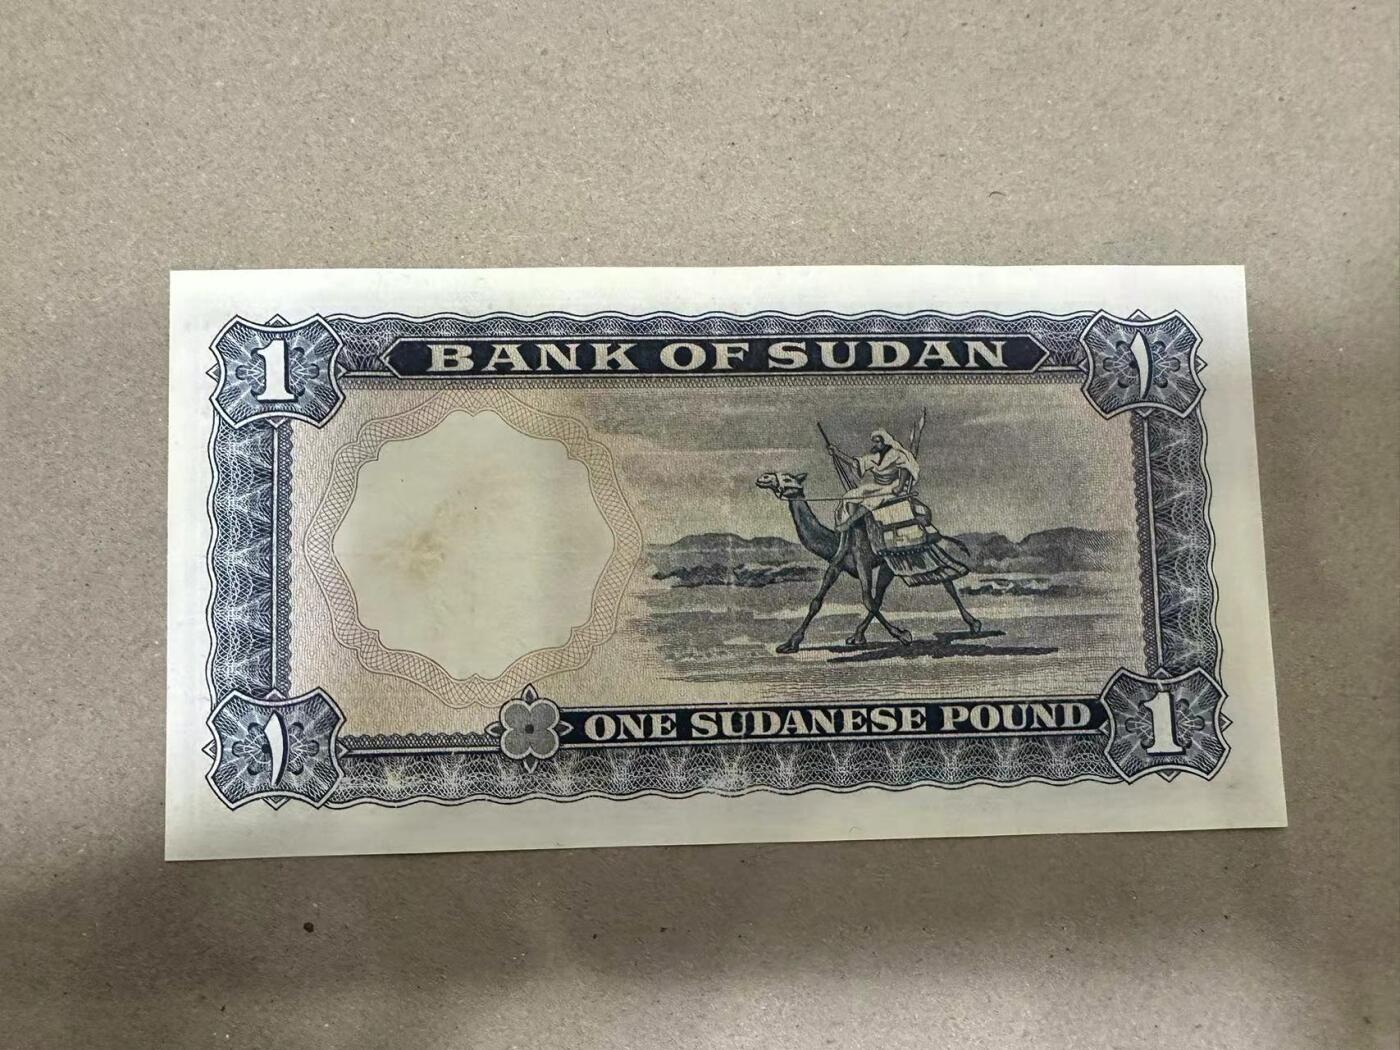 1 BANK OF SUDAN ١
١ ONE SUDANESE POUND 1